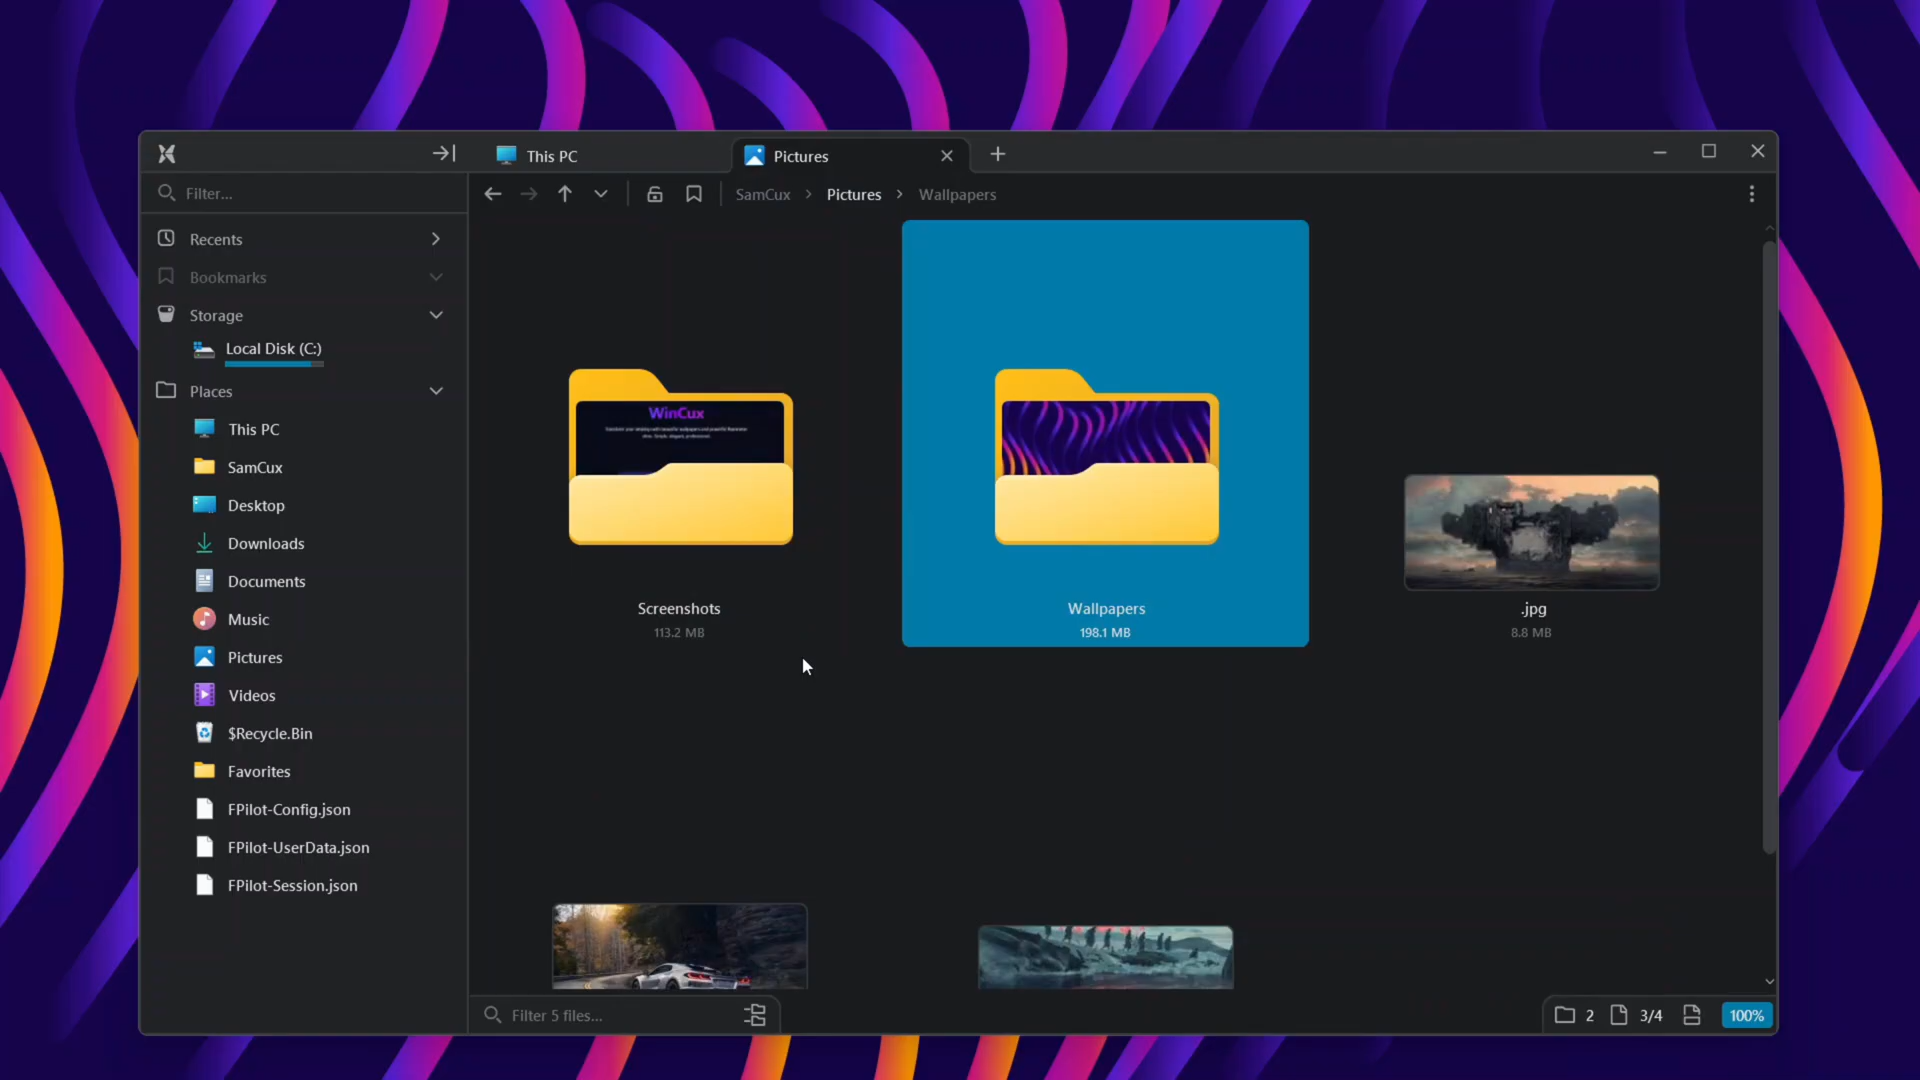 This PC
Pictures
Filter...
SamCux
Pictures
Wallpapers
Recents
Bookmarks
Storage
Local Disk (C:)
Places
This PC
SamCux
Desktop
Downloads
Documents
Music
Pictures
Videos
$Recycle.Bin
Favorites
FPilot-Config.json
FPilot-UserData.json
FPilot-Session.json
WinCux
Screenshots
113.2 MB
Wallpapers
198.1 MB
.jpg
8.8 MB
Filter 5 files...
2
3/4
100%